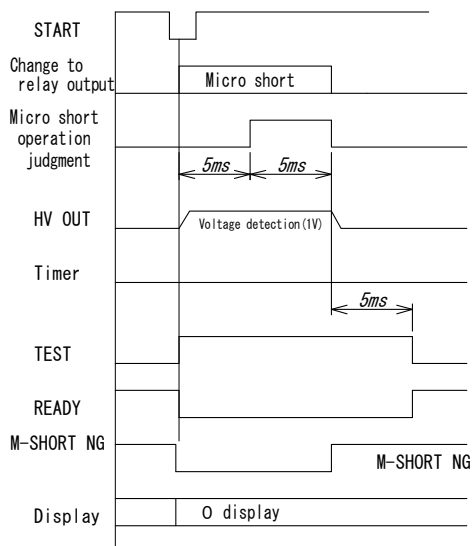 START
Change to
relay output
Micro short
Micro short
operation
judgment
5ms
5ms
HV OUT
Voltage detection(1V)
Timer
5ms
TEST
READY
M-SHORT NG
M-SHORT NG
Display
O display